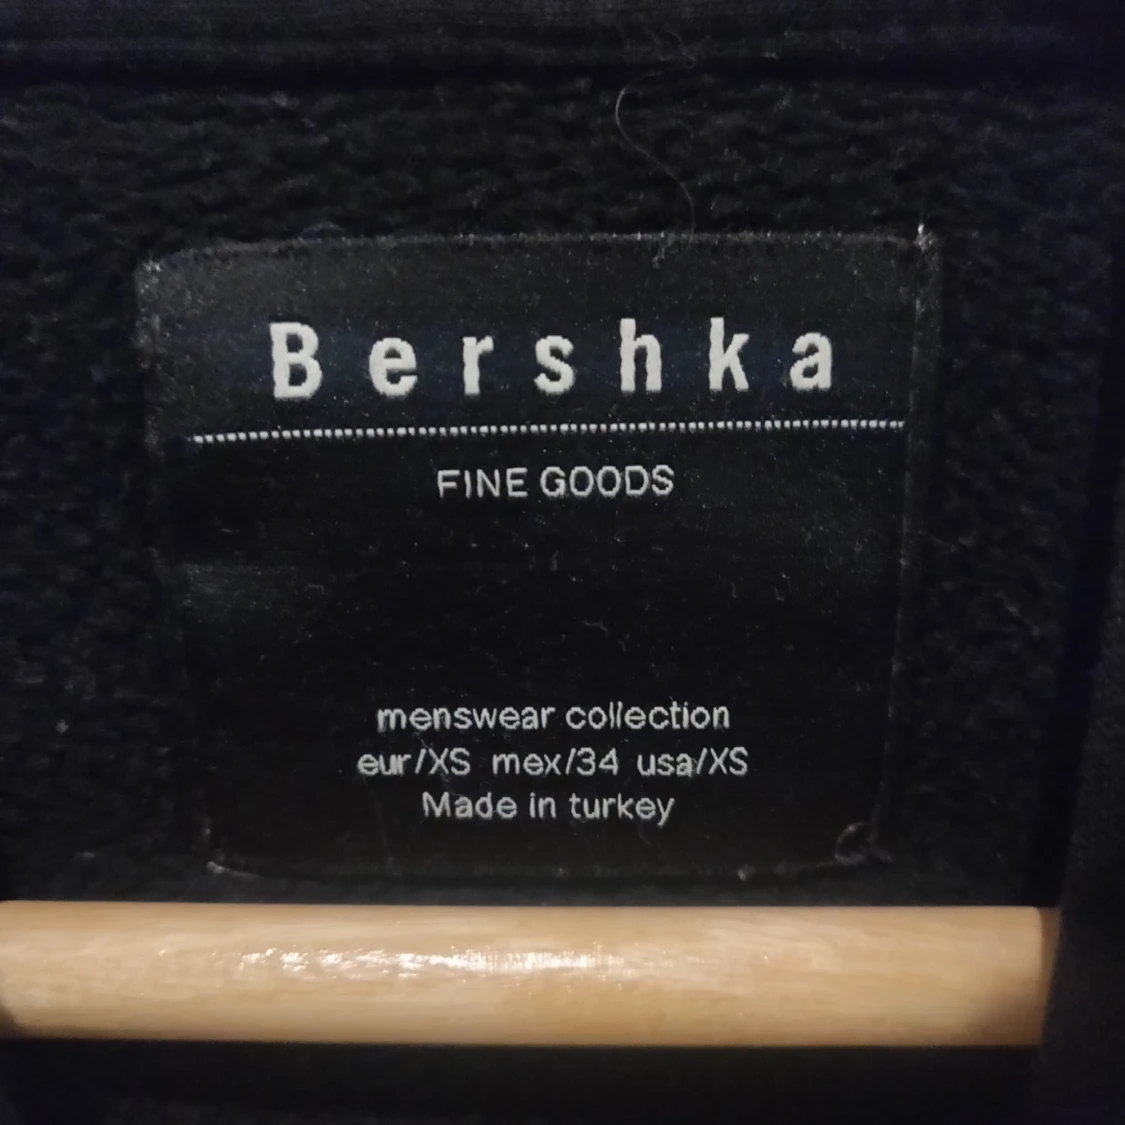 Bershka
FINE GOODS
menswear collection
eur/XS mex/34 usa/XS
Made in turkey